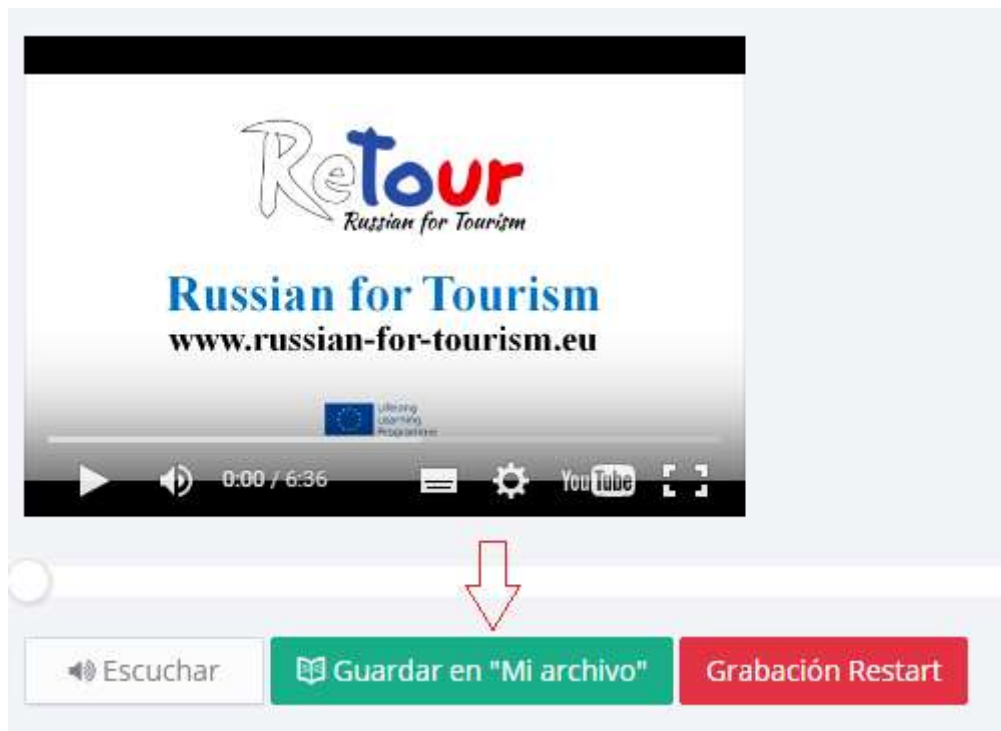 ReTour
Russian for Tourism
Russian for Tourism
www.russian-for-tourism.eu
Lifelong
Learning
Programme
0:00 / 6:36
YouTube
Escuchar
Guardar en "Mi archivo"
Grabación Restart